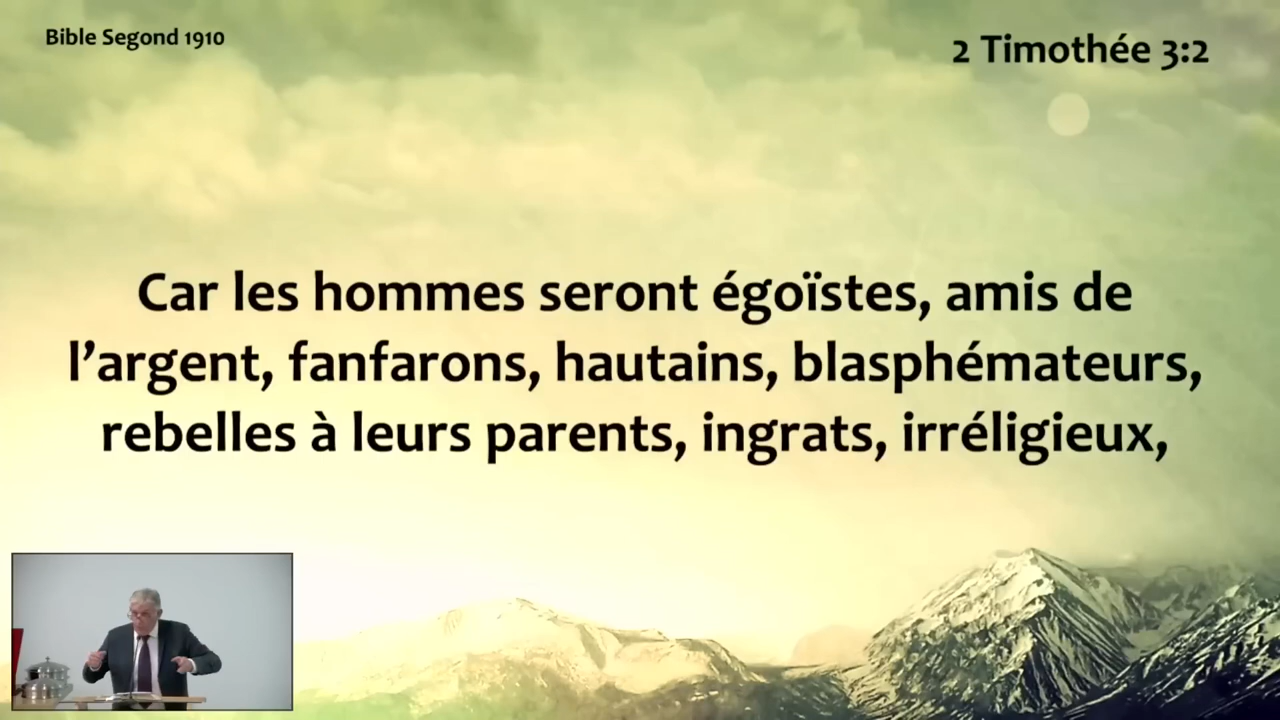 Bible Segond 1910
2 Timothée 3:2
Car les hommes seront égoïstes, amis de
l’argent, fanfarons, hautains, blasphémateurs,
rebelles à leurs parents, ingrats, irréligieux,